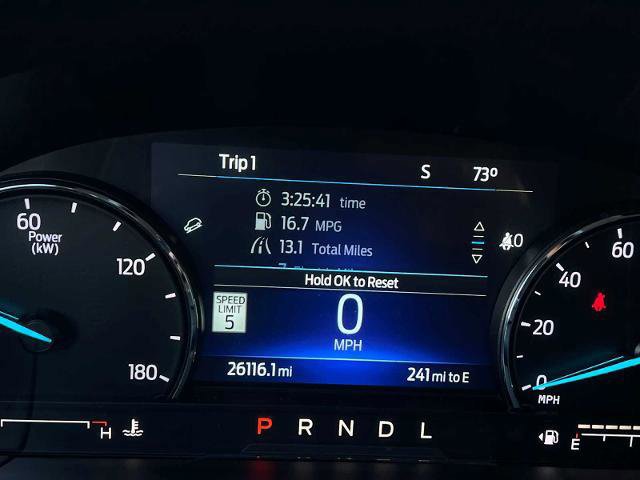 Trip 1 S 73º
3:25:41 time
16.7 MPG
13.1 Total Miles
Hold OK to Reset
SPEED
LIMIT
5
0
MPH
26116.1 mi 241 mi to E
60
Power
(kW)
120
180
H
P R N D L
0
60
40
20
0
MPH
E